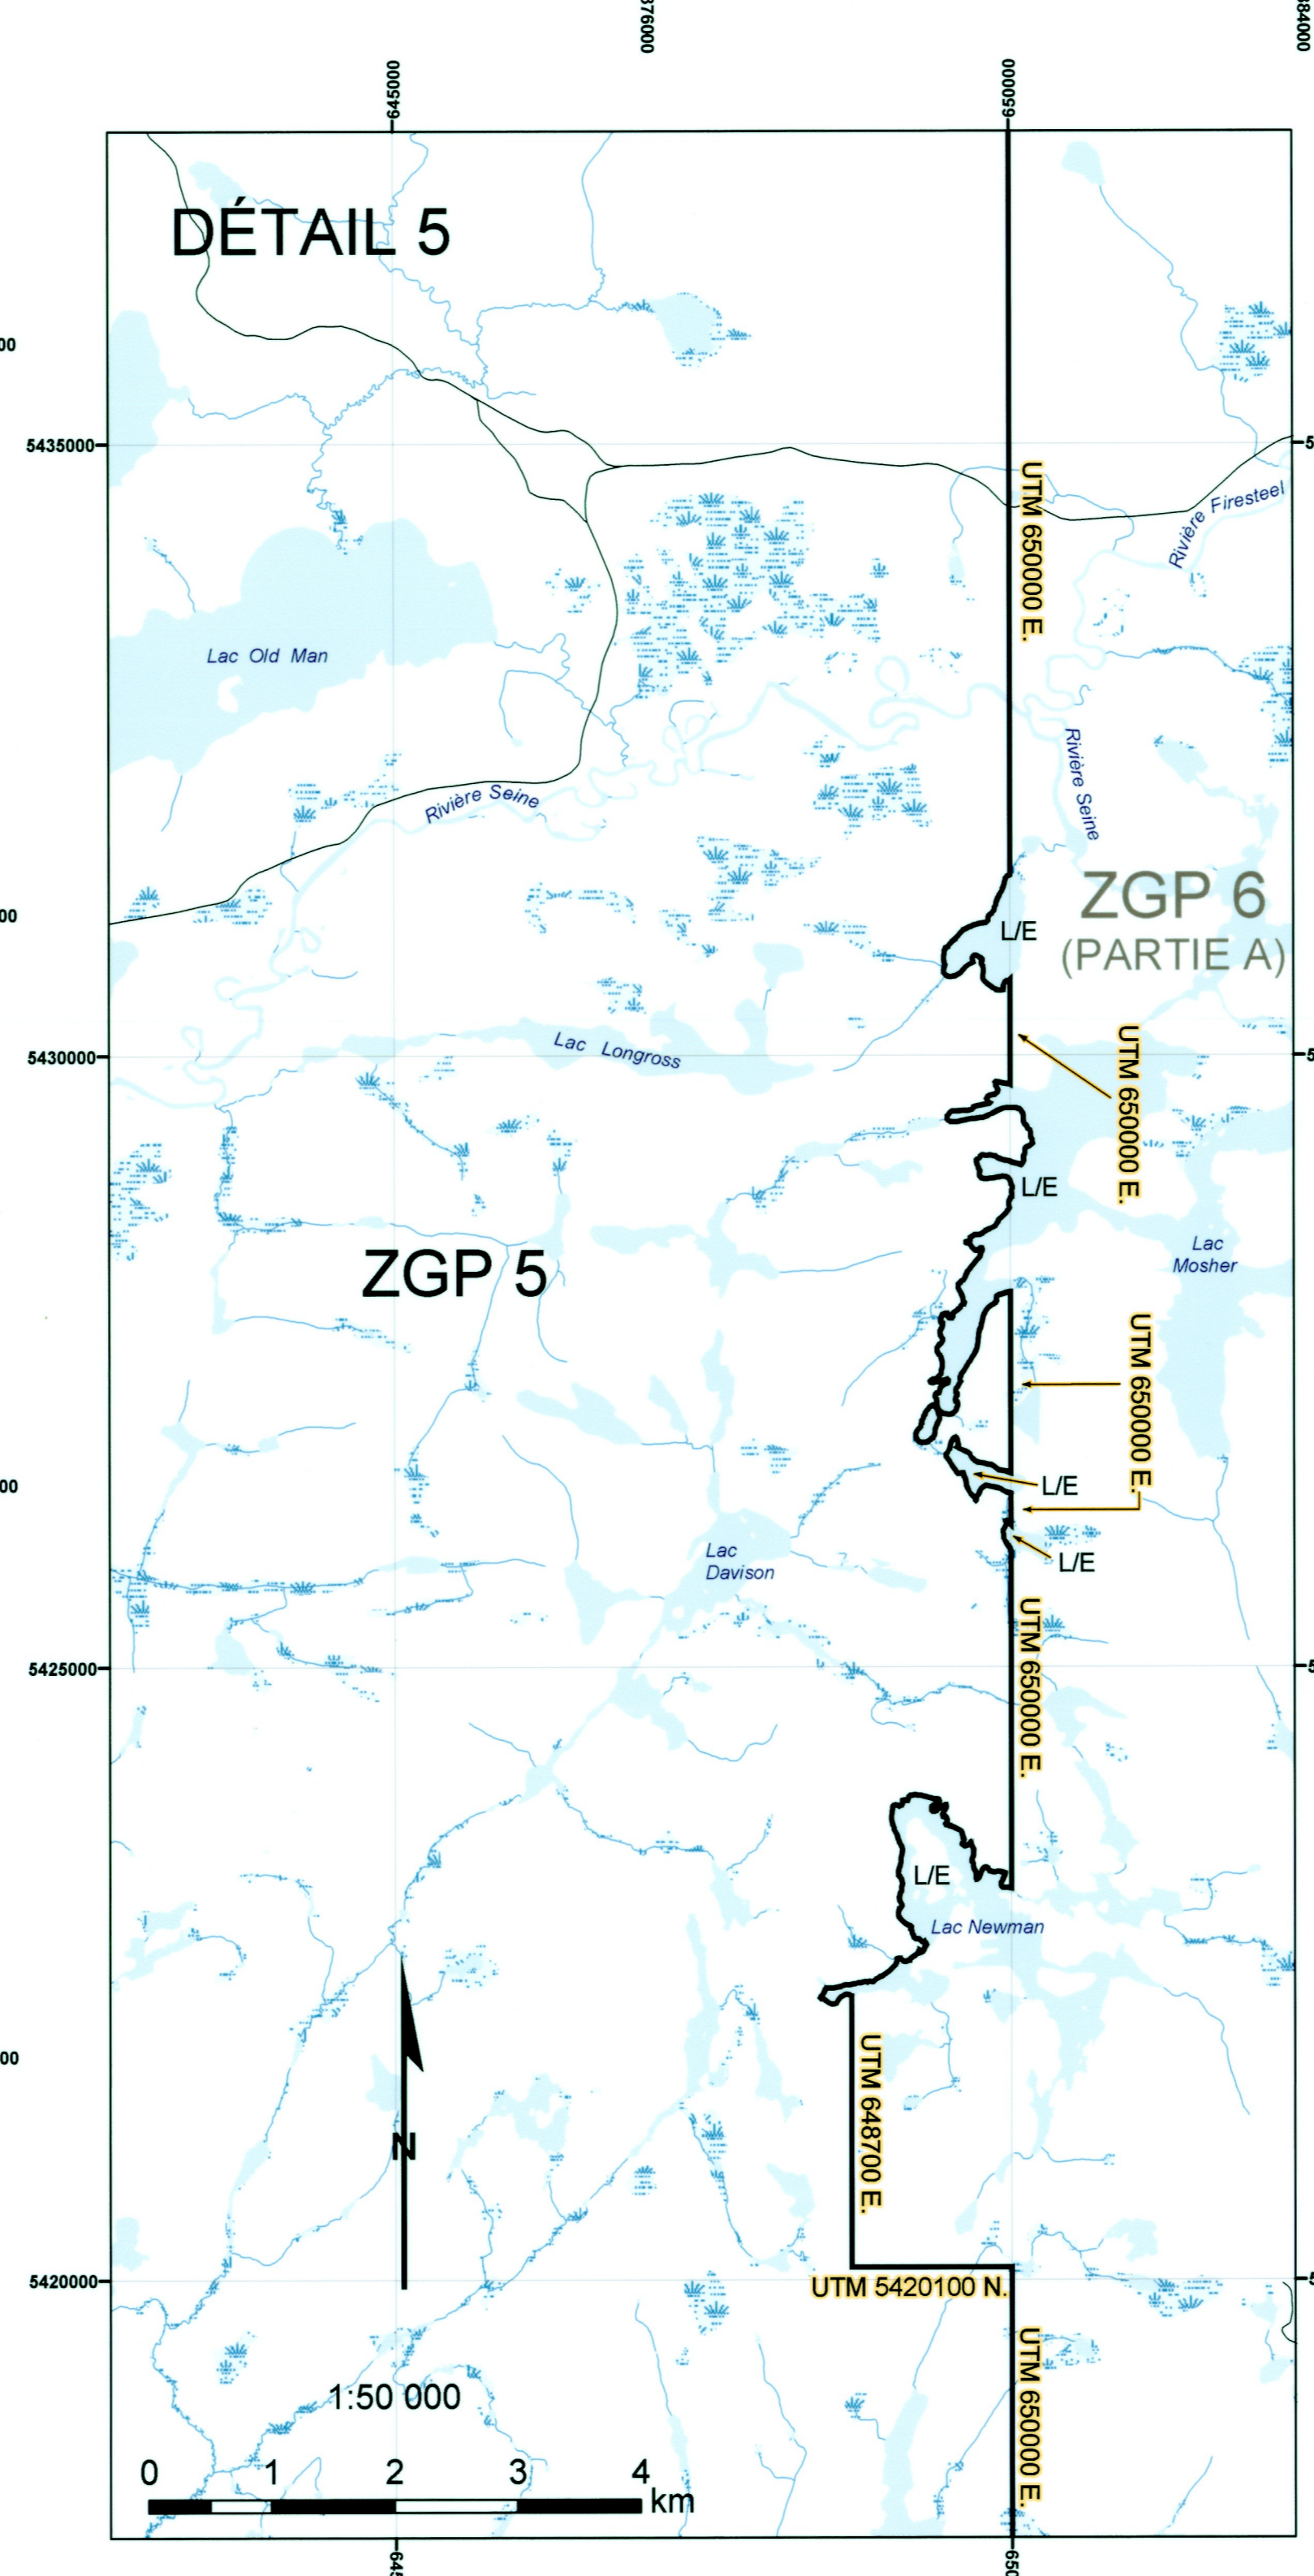 645000
650000
DÉTAIL 5
5435000
UTM 650000 E.
Rivière Firesteel
Lac Old Man
Rivière Seine
Rivière Seine
ZGP 6
(PARTIE A)
L/E
5430000
Lac Longross
UTM 650000 E.
L/E
Lac
Mosher
ZGP 5
UTM 650000 E.
L/E
Lac
Davison
L/E
5425000
UTM 650000 E.
L/E
Lac Newman
N
UTM 648700 E.
5420000
UTM 5420100 N.
UTM 650000 E.
1:50 000
0 1 2 3 4
km